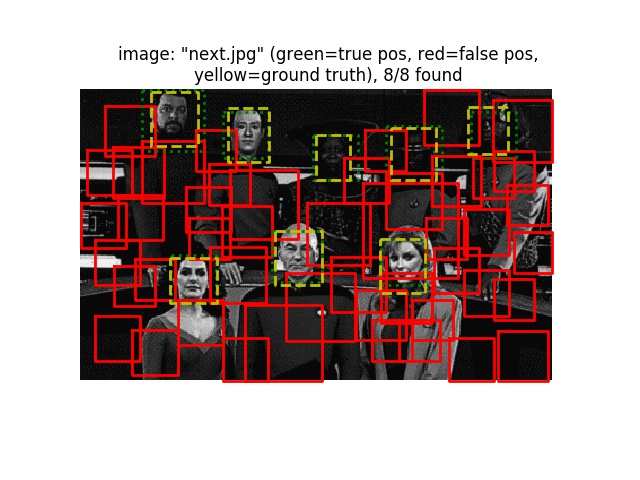 image: "next.jpg" (green=true pos, red=false pos,
yellow=ground truth), 8/8 found